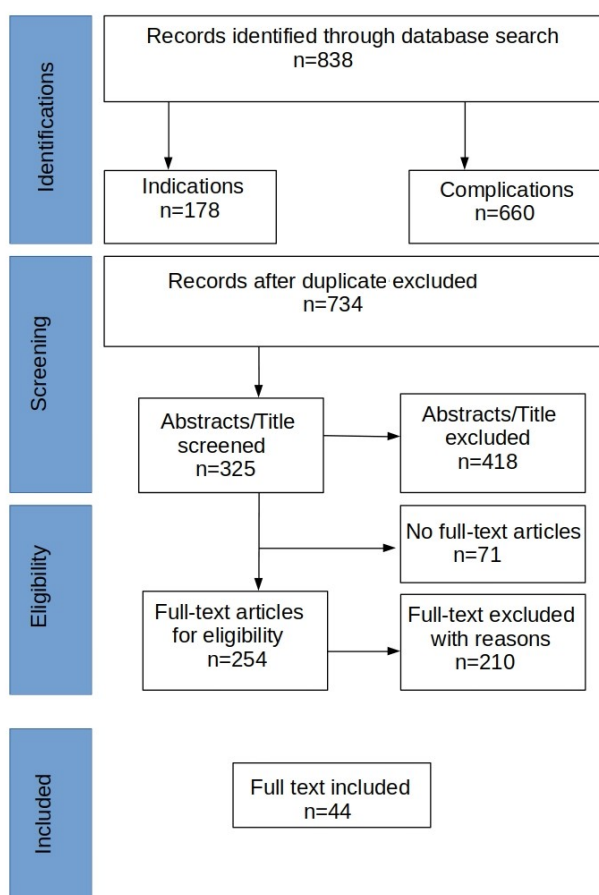 Identifications
Records identified through database search
n=838
Indications
n=178
Complications
n=660
Screening
Records after duplicate excluded
n=734
Abstracts/Title
screened
n=325
Abstracts/Title
excluded
n=418
Eligibility
No full-text articles
n=71
Full-text articles
for eligibility
n=254
Full-text excluded
with reasons
n=210
Included
Full text included
n=44